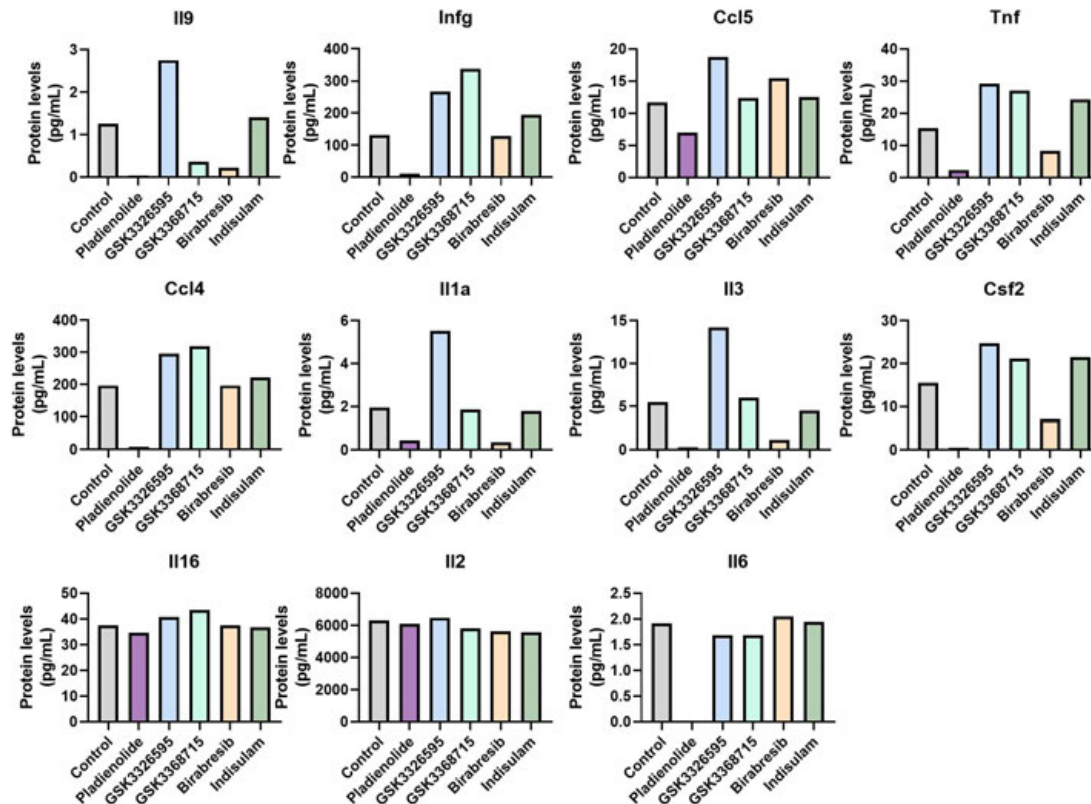 Il9
Infg
Ccl5
Tnf
Protein levels
(pg/mL)
3
2
1
0
Control
Pladienolide
GSK3326595
GSK3368715
Birabresib
Indisulam
Protein levels
(pg/mL)
400
300
200
100
0
Control
Pladienolide
GSK3326595
GSK3368715
Birabresib
Indisulam
Protein levels
(pg/mL)
20
15
10
5
0
Control
Pladienolide
GSK3326595
GSK3368715
Birabresib
Indisulam
Protein levels
(pg/mL)
40
30
20
10
0
Control
Pladienolide
GSK3326595
GSK3368715
Birabresib
Indisulam
Ccl4
Il1a
Il3
Csf2
Protein levels
(pg/mL)
400
300
200
100
0
Control
Pladienolide
GSK3326595
GSK3368715
Birabresib
Indisulam
Protein levels
(pg/mL)
6
4
2
0
Control
Pladienolide
GSK3326595
GSK3368715
Birabresib
Indisulam
Protein levels
(pg/mL)
15
10
5
0
Control
Pladienolide
GSK3326595
GSK3368715
Birabresib
Indisulam
Protein levels
(pg/mL)
30
20
10
0
Control
Pladienolide
GSK3326595
GSK3368715
Birabresib
Indisulam
Il16
Il2
Il6
Protein levels
(pg/mL)
50
40
30
20
10
0
Control
Pladienolide
GSK3326595
GSK3368715
Birabresib
Indisulam
Protein levels
(pg/mL)
8000
6000
4000
2000
0
Control
Pladienolide
GSK3326595
GSK3368715
Birabresib
Indisulam
Protein levels
(pg/mL)
2.5
2.0
1.5
1.0
0.5
0.0
Control
Pladienolide
GSK3326595
GSK3368715
Birabresib
Indisulam